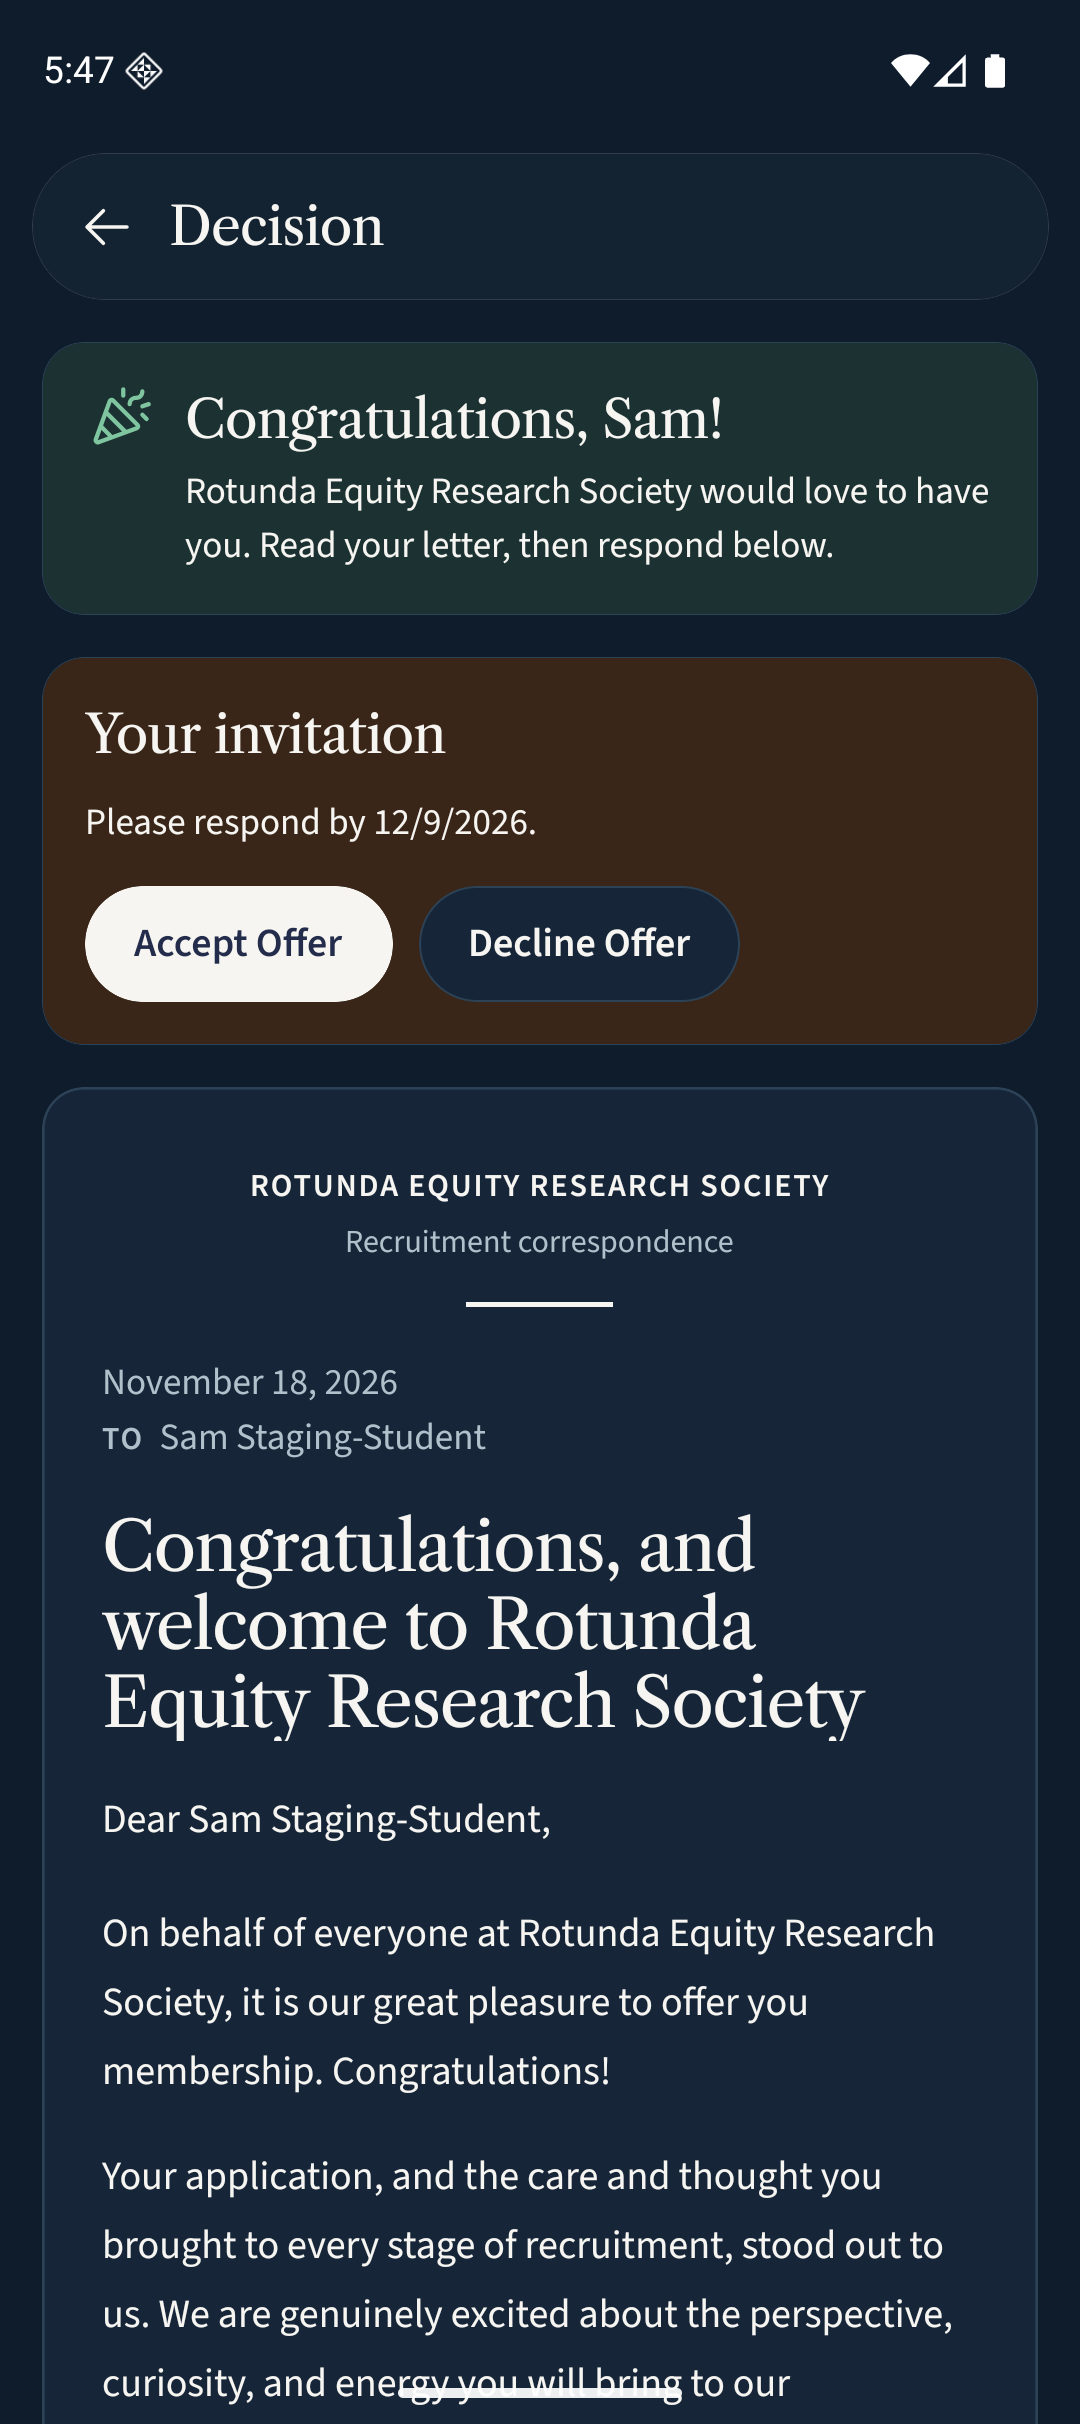 5:47
Decision
Congratulations, Sam!
Rotunda Equity Research Society would love to have
you. Read your letter, then respond below.
Your invitation
Please respond by 12/9/2026.
Accept Offer
Decline Offer
ROTUNDA EQUITY RESEARCH SOCIETY
Recruitment correspondence
November 18, 2026
TO Sam Staging-Student
Congratulations, and
welcome to Rotunda
Equity Research Society
Dear Sam Staging-Student,
On behalf of everyone at Rotunda Equity Research
Society, it is our great pleasure to offer you
membership. Congratulations!
Your application, and the care and thought you
brought to every stage of recruitment, stood out to
us. We are genuinely excited about the perspective,
curiosity, and energy you will bring to our